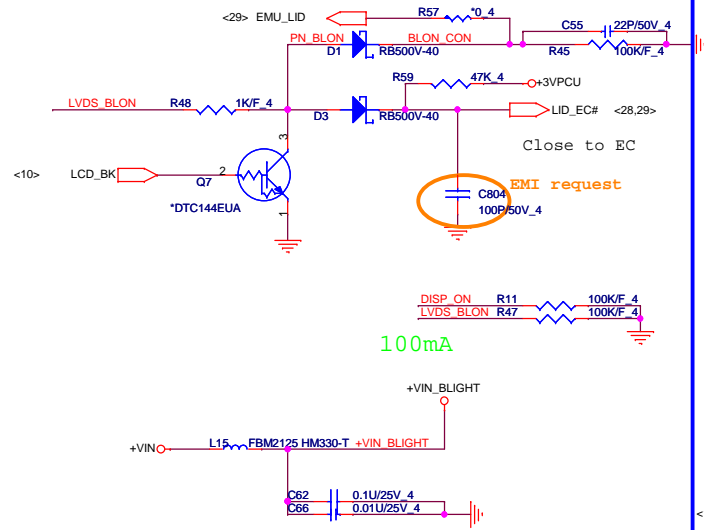 <29> EMU_LID R57 *0_4 C55 22P/50V_4
PN_BLON BLON_CON
D1 RB500V-40 R45 100K/F_4
R59 47K_4 +3VPCU
LVDS_BLON R48 1K/F_4
D3 RB500V-40 LID_EC# <28,29>
Close to EC
3
<10> LCD_BK 2
Q7
*DTC144EUA
1
EMI request
C804
100P/50V_4
DISP_ON R11 100K/F_4
LVDS_BLON R47 100K/F_4
100mA
+VIN_BLIGHT
+VIN L15 FBM2125 HM330-T +VIN_BLIGHT
C62 0.1U/25V_4
C66 0.01U/25V_4
<